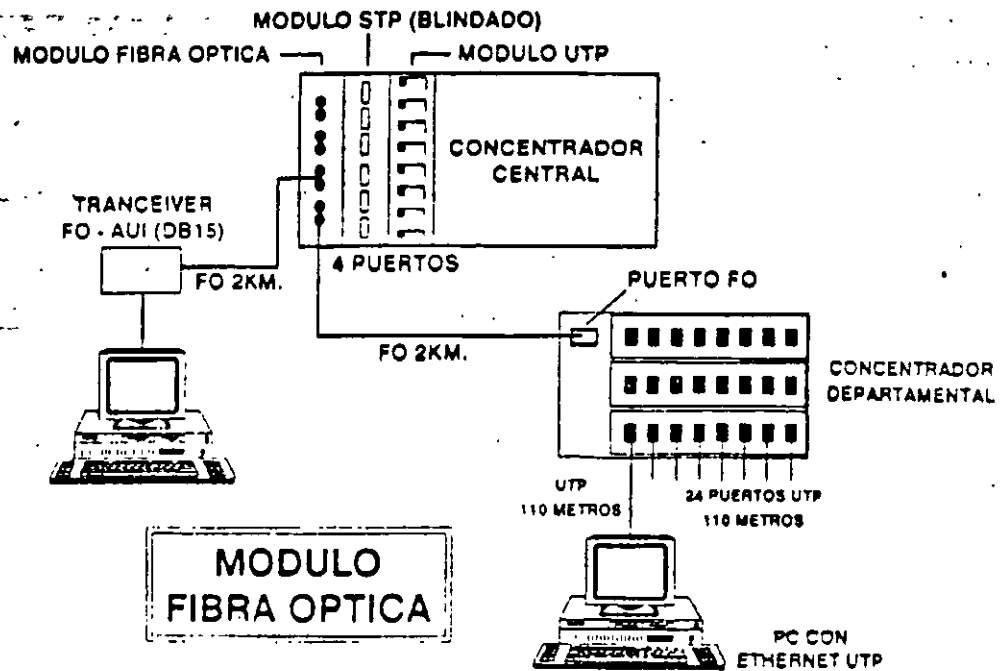 MODULO STP (BLINDADO)
MODULO FIBRA OPTICA
MODULO UTP
CONCENTRADOR
CENTRAL
TRANCEIVER
FO - AUI (DB15)
4 PUERTOS
FO 2KM.
PUERTO FO
FO 2KM.
CONCENTRADOR
DEPARTAMENTAL
UTP
110 METROS
24 PUERTOS UTP
110 METROS
MODULO
FIBRA OPTICA
PC CON
ETHERNET UTP